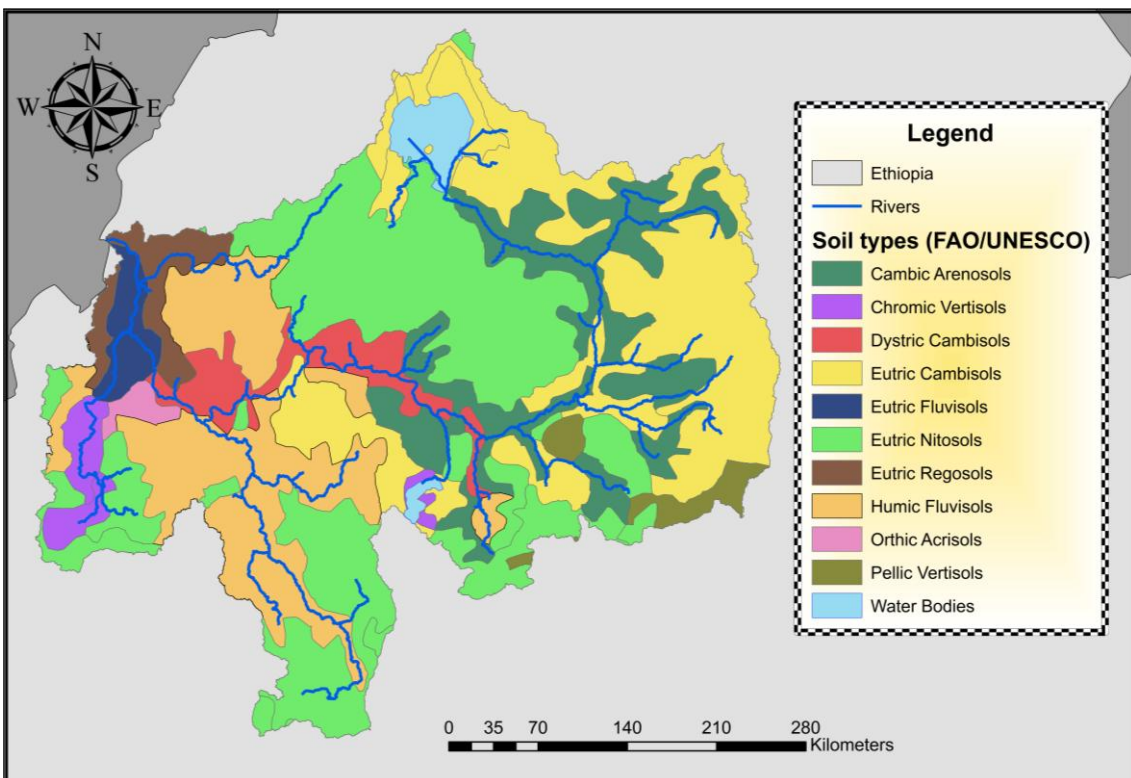 N
W E
S
Legend
Ethiopia
Rivers
Soil types (FAO/UNESCO)
Cambic Arenosols
Chromic Vertisols
Dystric Cambisols
Eutric Cambisols
Eutric Fluvisols
Eutric Nitosols
Eutric Regosols
Humic Fluvisols
Orthic Acrisols
Pellic Vertisols
Water Bodies
0 35 70 140 210 280
Kilometers